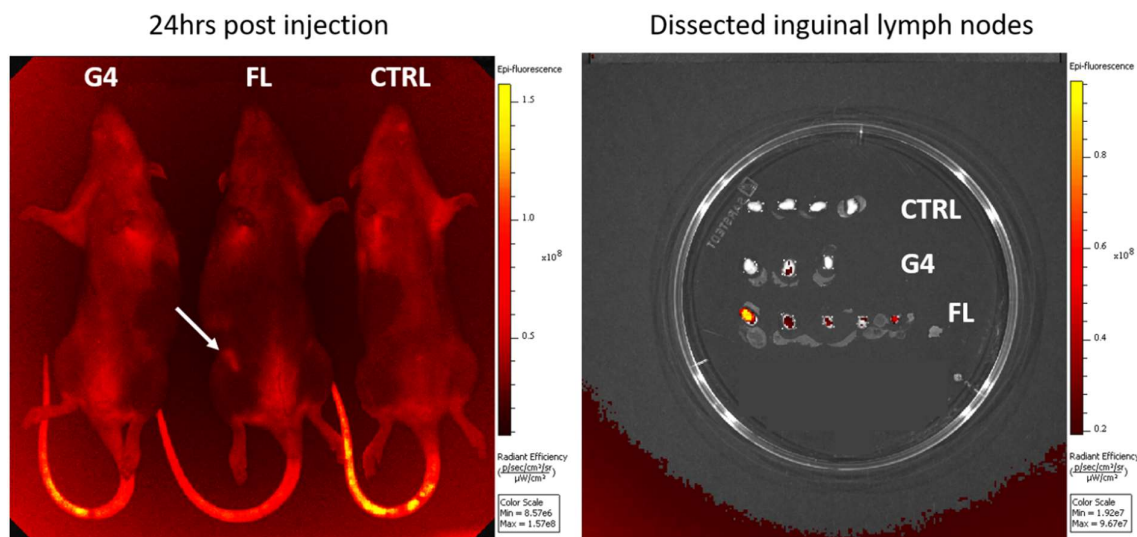 24hrs post injection
Dissected inguinal lymph nodes
G4 FL CTRL
Epi-fluorescence
1.5
1.0
x10⁸
0.5
Radiant Efficiency
(p/sec/cm²/sr / µW/cm²)
Color Scale
Min = 8.57e6
Max = 1.57e8
SARSTEDT
CTRL
G4
FL
Epi-fluorescence
0.8
0.6
x10⁸
0.4
0.2
Radiant Efficiency
(p/sec/cm²/sr / µW/cm²)
Color Scale
Min = 1.92e7
Max = 9.67e7